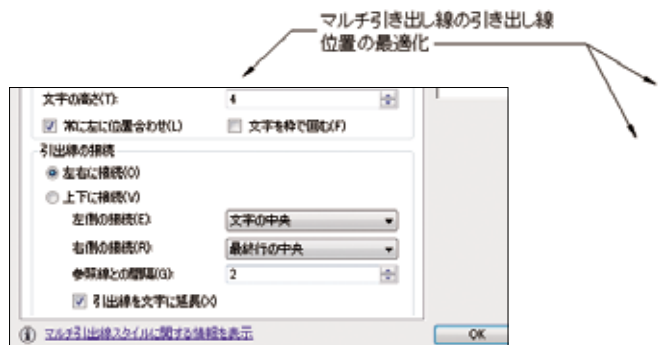 マルチ引き出し線の引き出し線
位置の最適化
文字の高さ(T): 4
常に左に位置合わせ(L) 文字を枠で囲む(F)
引出線の接続
左右に接続(O)
上下に接続(V)
左側の接続(E): 文字の中央
右側の接続(R): 最終行の中央
参照線との間隔(G): 2
引出線を文字に延長(X)
マルチ引出線スタイルに関する情報を表示 OK